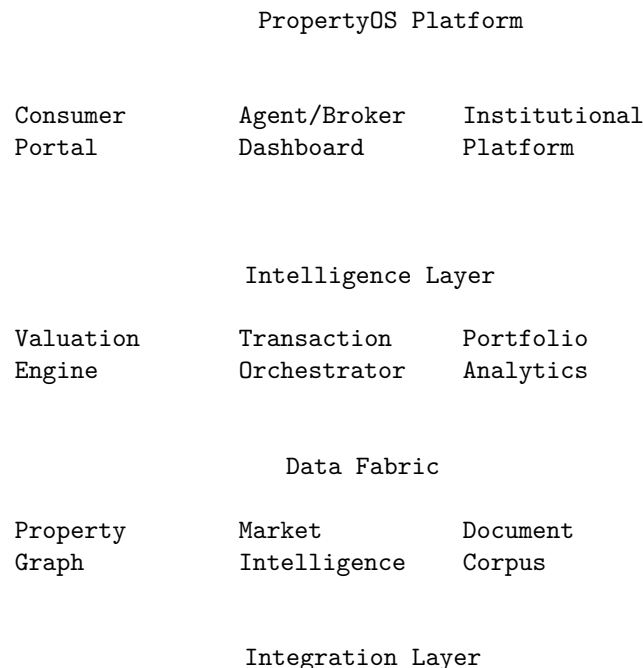 PropertyOS Platform
Consumer Agent/Broker Institutional
Portal Dashboard Platform
Intelligence Layer
Valuation Transaction Portfolio
Engine Orchestrator Analytics
Data Fabric
Property Market Document
Graph Intelligence Corpus
Integration Layer